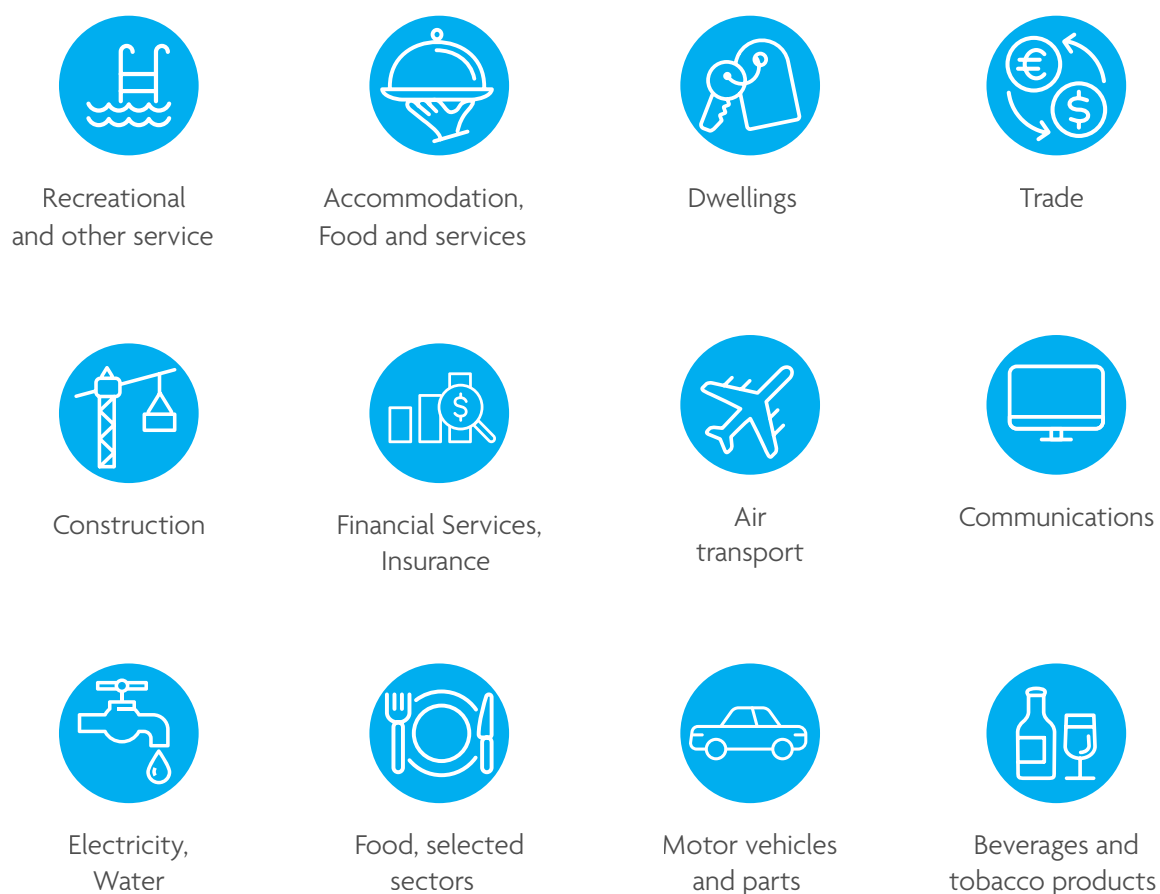 €
$
Recreational
and other service
Accommodation,
Food and services
Dwellings
Trade
$
Construction
Financial Services,
Insurance
Air
transport
Communications
Electricity,
Water
Food, selected
sectors
Motor vehicles
and parts
Beverages and
tobacco products